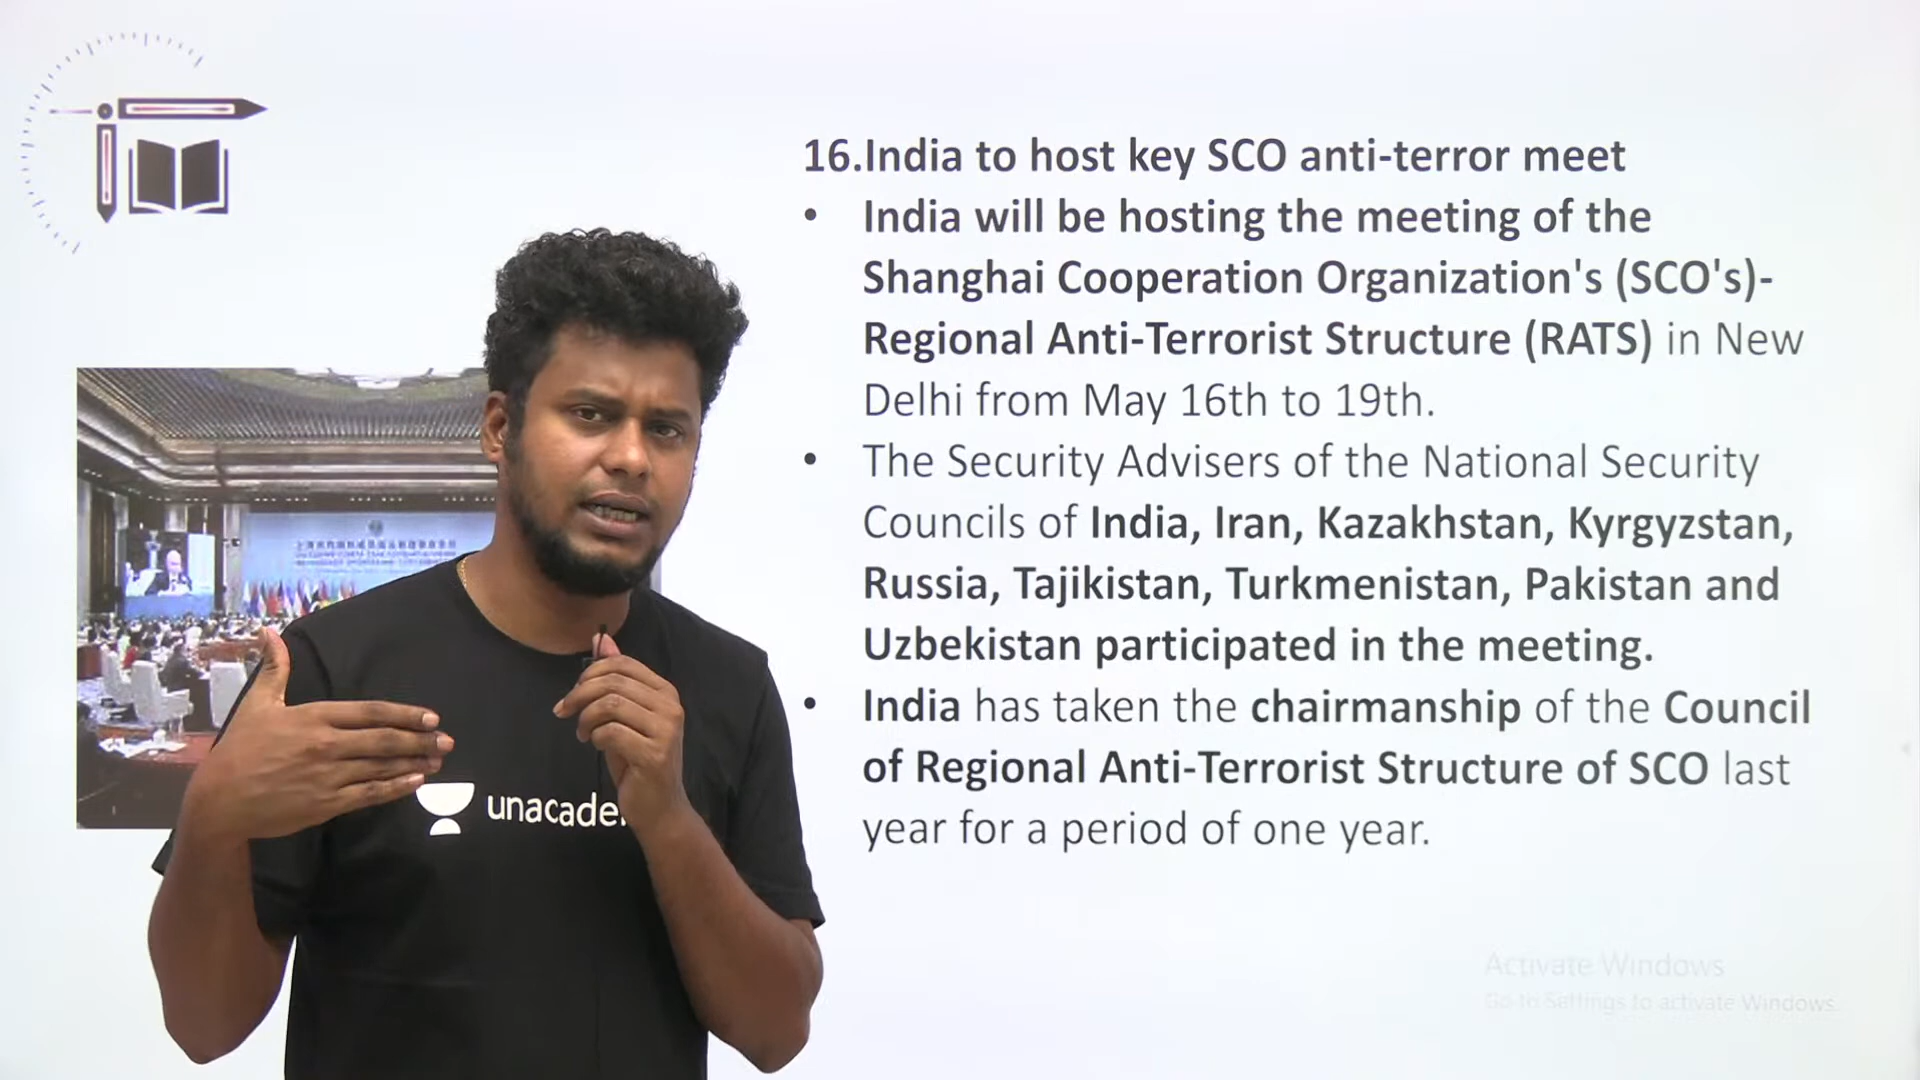 16.India to host key SCO anti-terror meet
• India will be hosting the meeting of the
Shanghai Cooperation Organization's (SCO's)-
Regional Anti-Terrorist Structure (RATS) in New
Delhi from May 16th to 19th.
• The Security Advisers of the National Security
Councils of India, Iran, Kazakhstan, Kyrgyzstan,
Russia, Tajikistan, Turkmenistan, Pakistan and
Uzbekistan participated in the meeting.
• India has taken the chairmanship of the Council
of Regional Anti-Terrorist Structure of SCO last
year for a period of one year.
unacade
Activate Windows
Go to Settings to activate Windows.